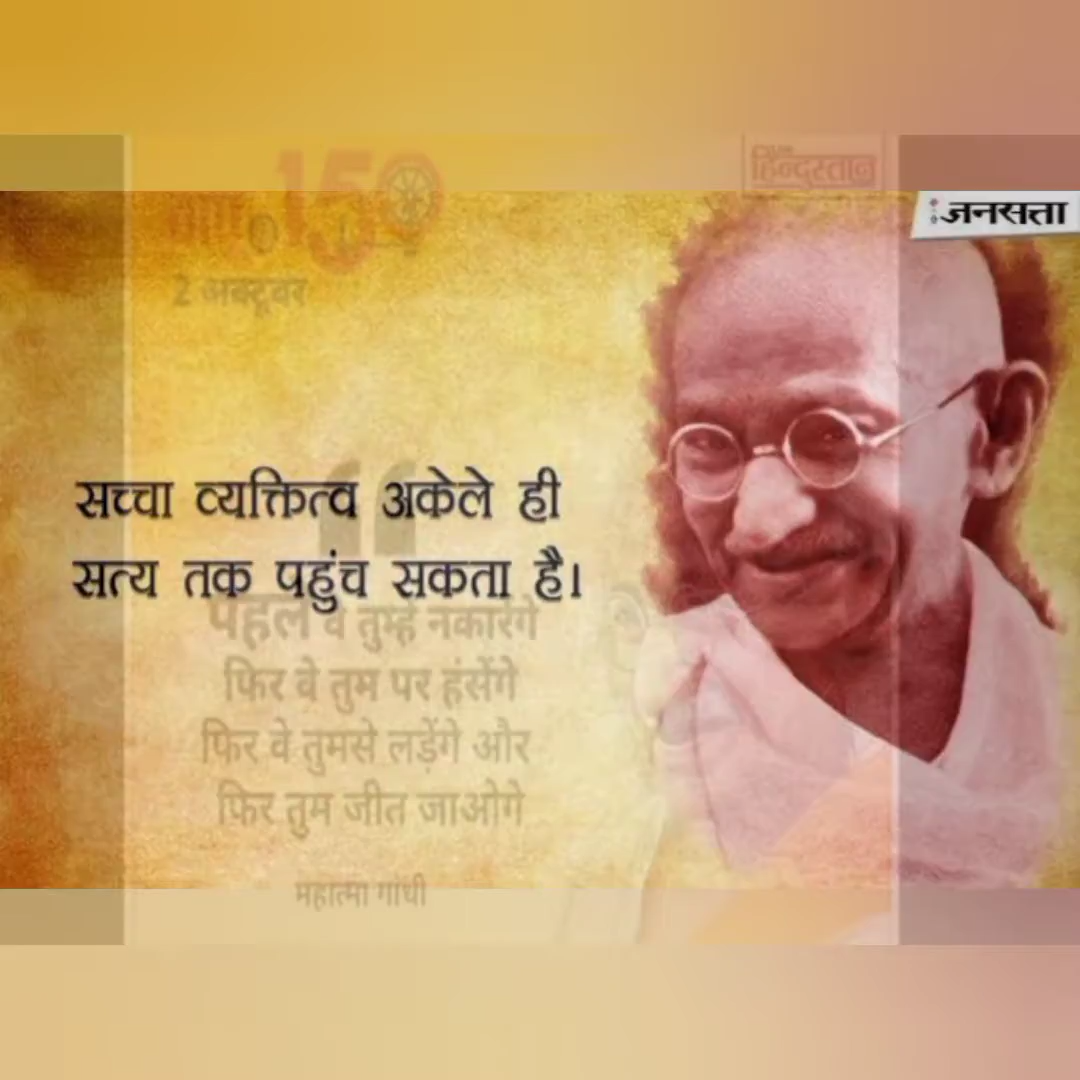 150
हिन्दुस्तान
जनसत्ता
2 अक्टूबर
सच्चा व्यक्तित्व अकेले ही
सत्य तक पहुंच सकता है।
पहले वे तुम्हें नकारेंगे
फिर वे तुम पर हंसेंगे
फिर वे तुमसे लड़ेंगे और
फिर तुम जीत जाओगे
महात्मा गांधी